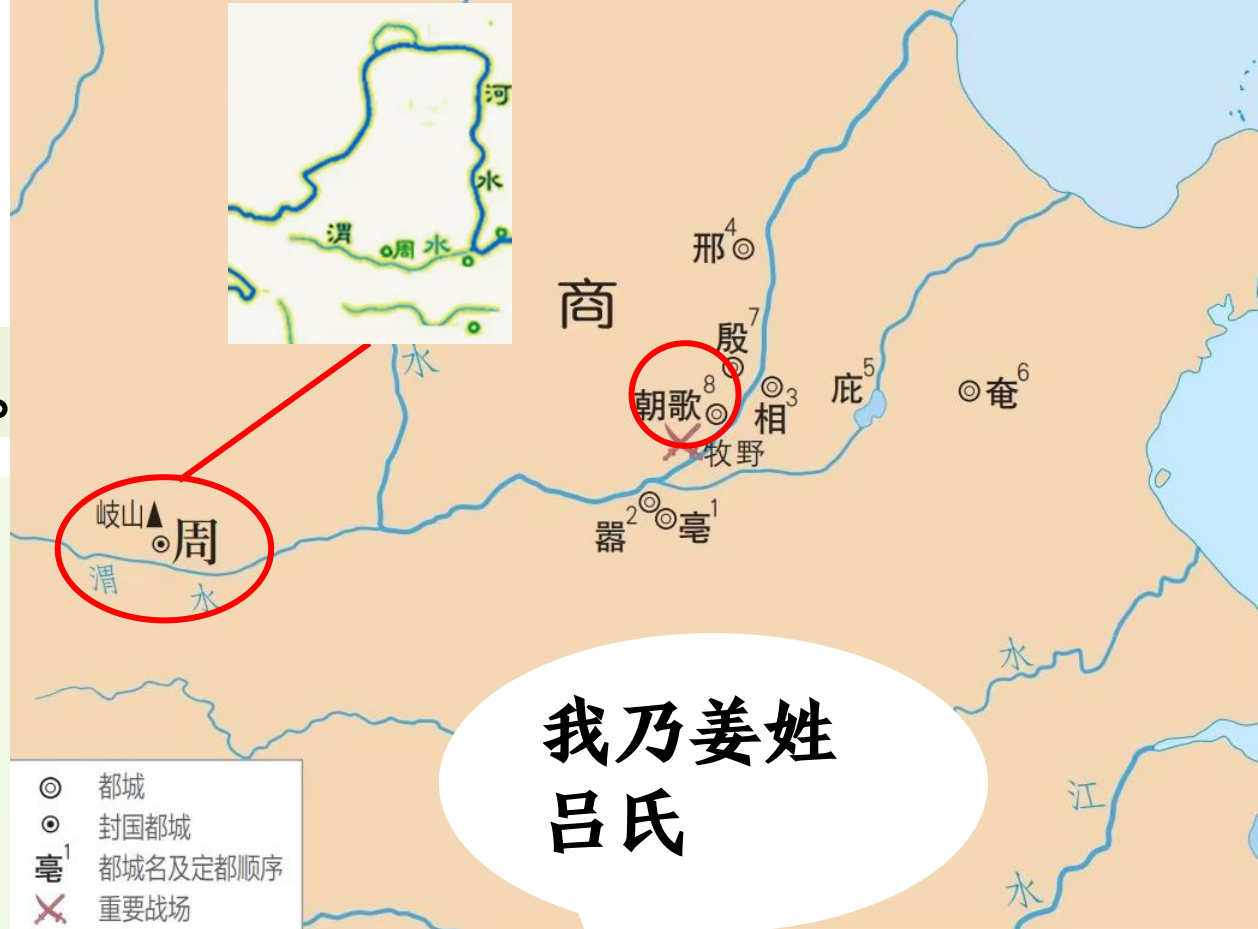 河
水
渭
周水
商
邢4
殷7
水
朝歌8
相3
庇5
奄6
牧野
嚣2
亳1
岐山
周
渭
水
水
江
水
我乃姜姓
吕氏
都城
封国都城
亳1 都城名及定都顺序
重要战场